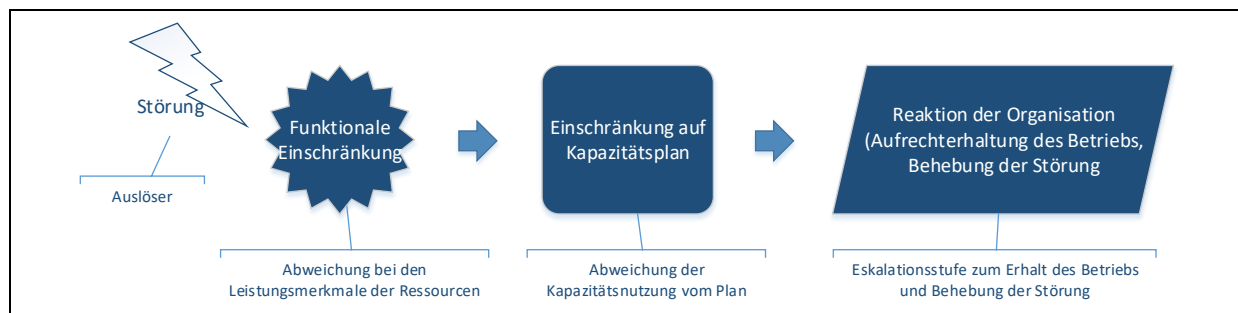 Störung
Auslöser
Funktionale
Einschränkung
Abweichung bei den
Leistungsmerkmale der Ressourcen
Einschränkung auf
Kapazitätsplan
Abweichung der
Kapazitätsnutzung vom Plan
Reaktion der Organisation
(Aufrechterhaltung des Betriebs,
Behebung der Störung
Eskalationsstufe zum Erhalt des Betriebs
und Behebung der Störung